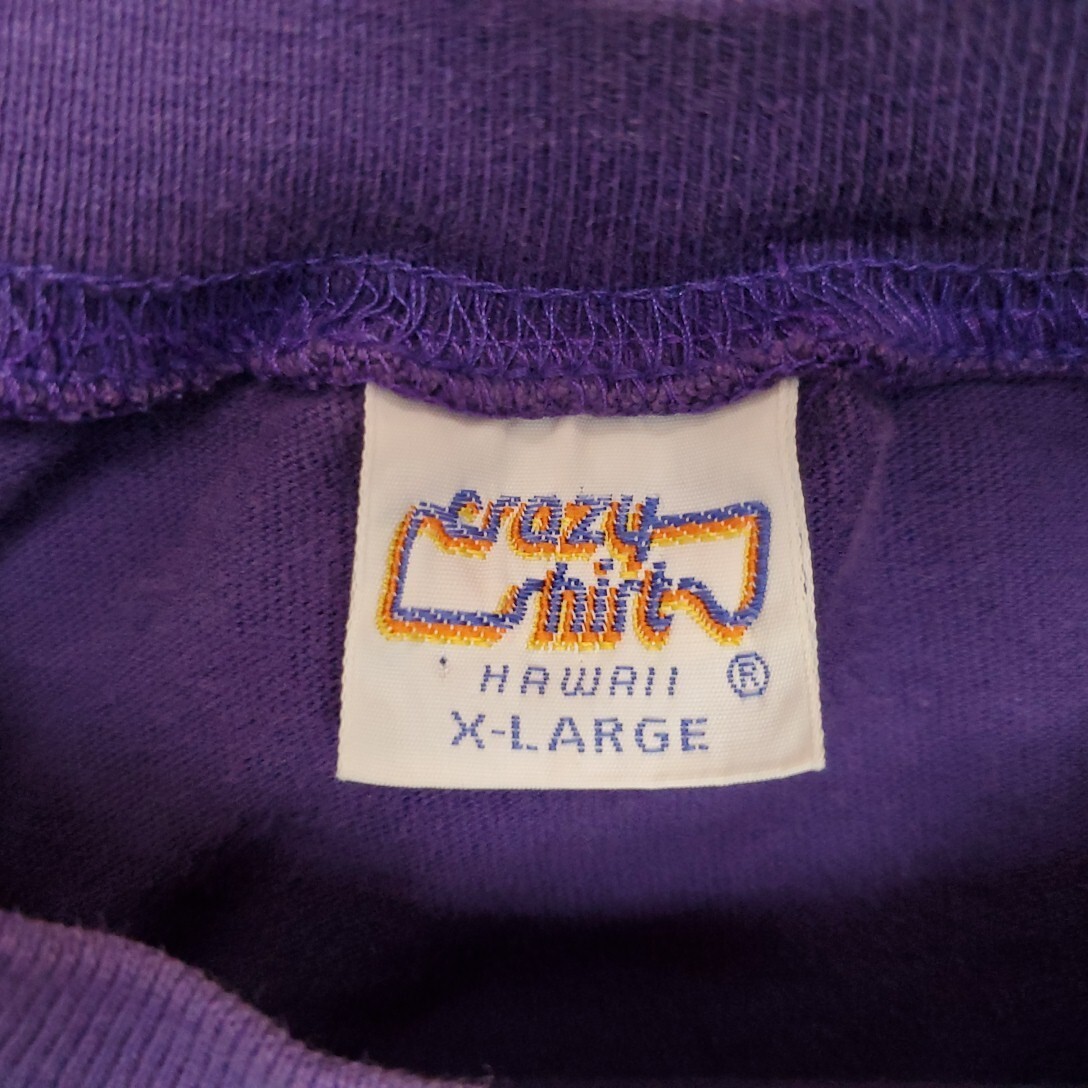 crazy
shirt
HAWAII ®
X-LARGE